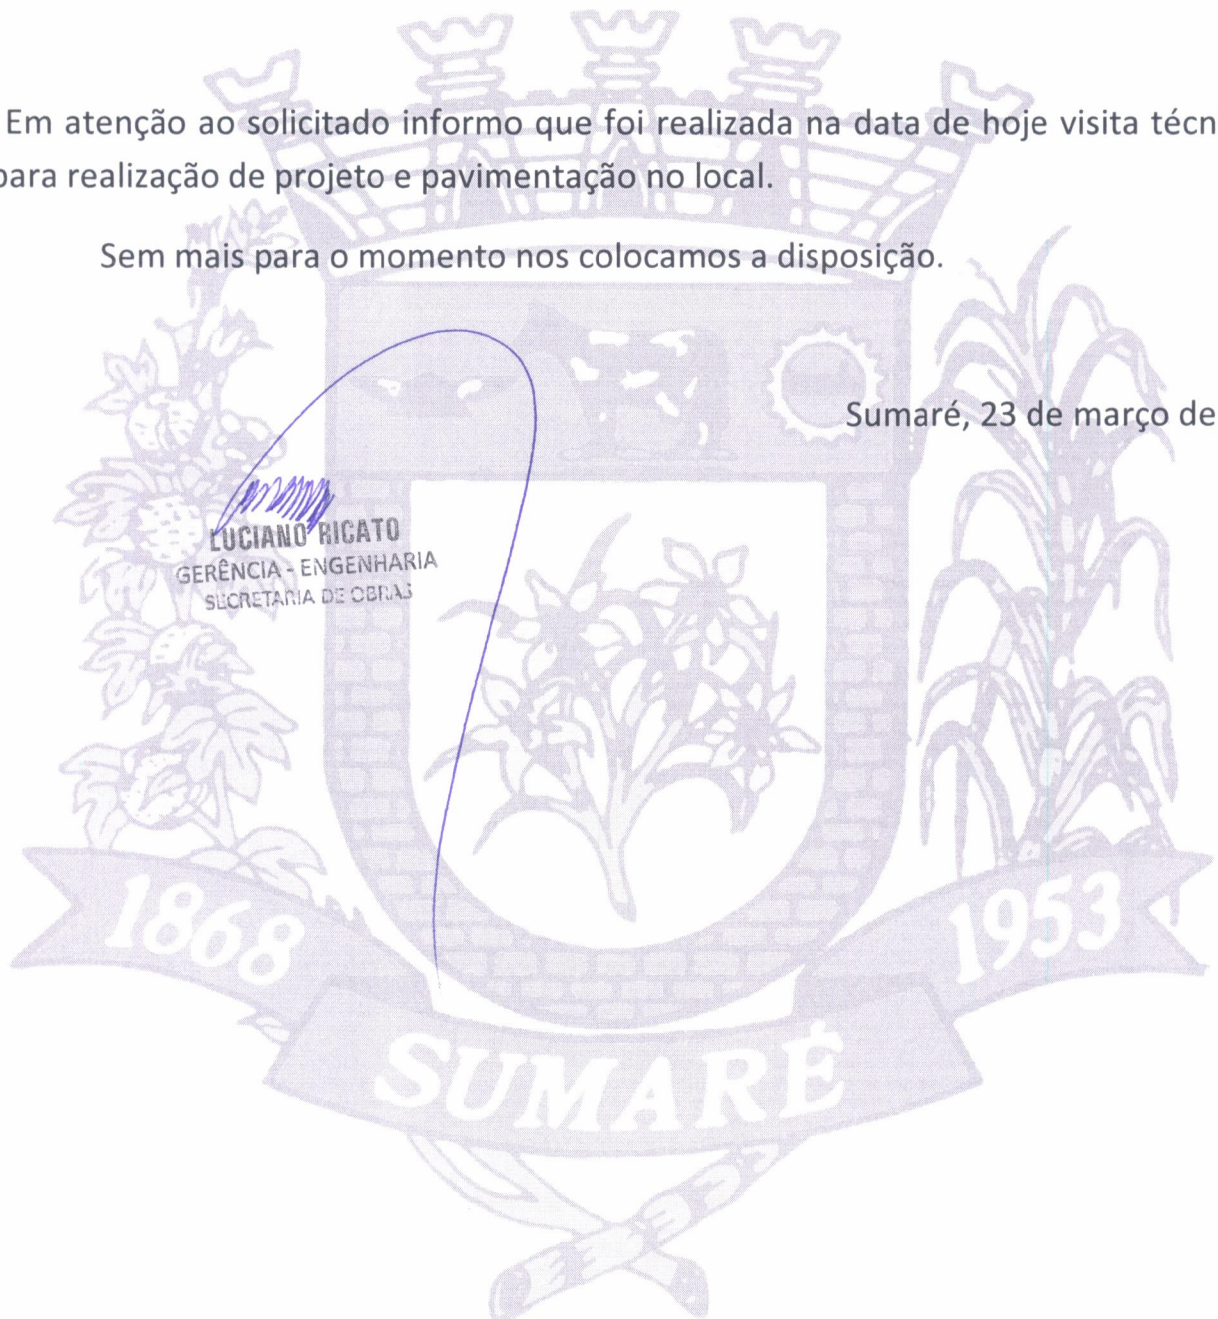 Em atenção ao solicitado informo que foi realizada na data de hoje visita técn
para realização de projeto e pavimentação no local.
Sem mais para o momento nos colocamos a disposição.
Sumaré, 23 de março de
LUCIANO RICATO
GERÊNCIA - ENGENHARIA
SECRETARIA DE OBRAS
1868
1953
SUMARÉ